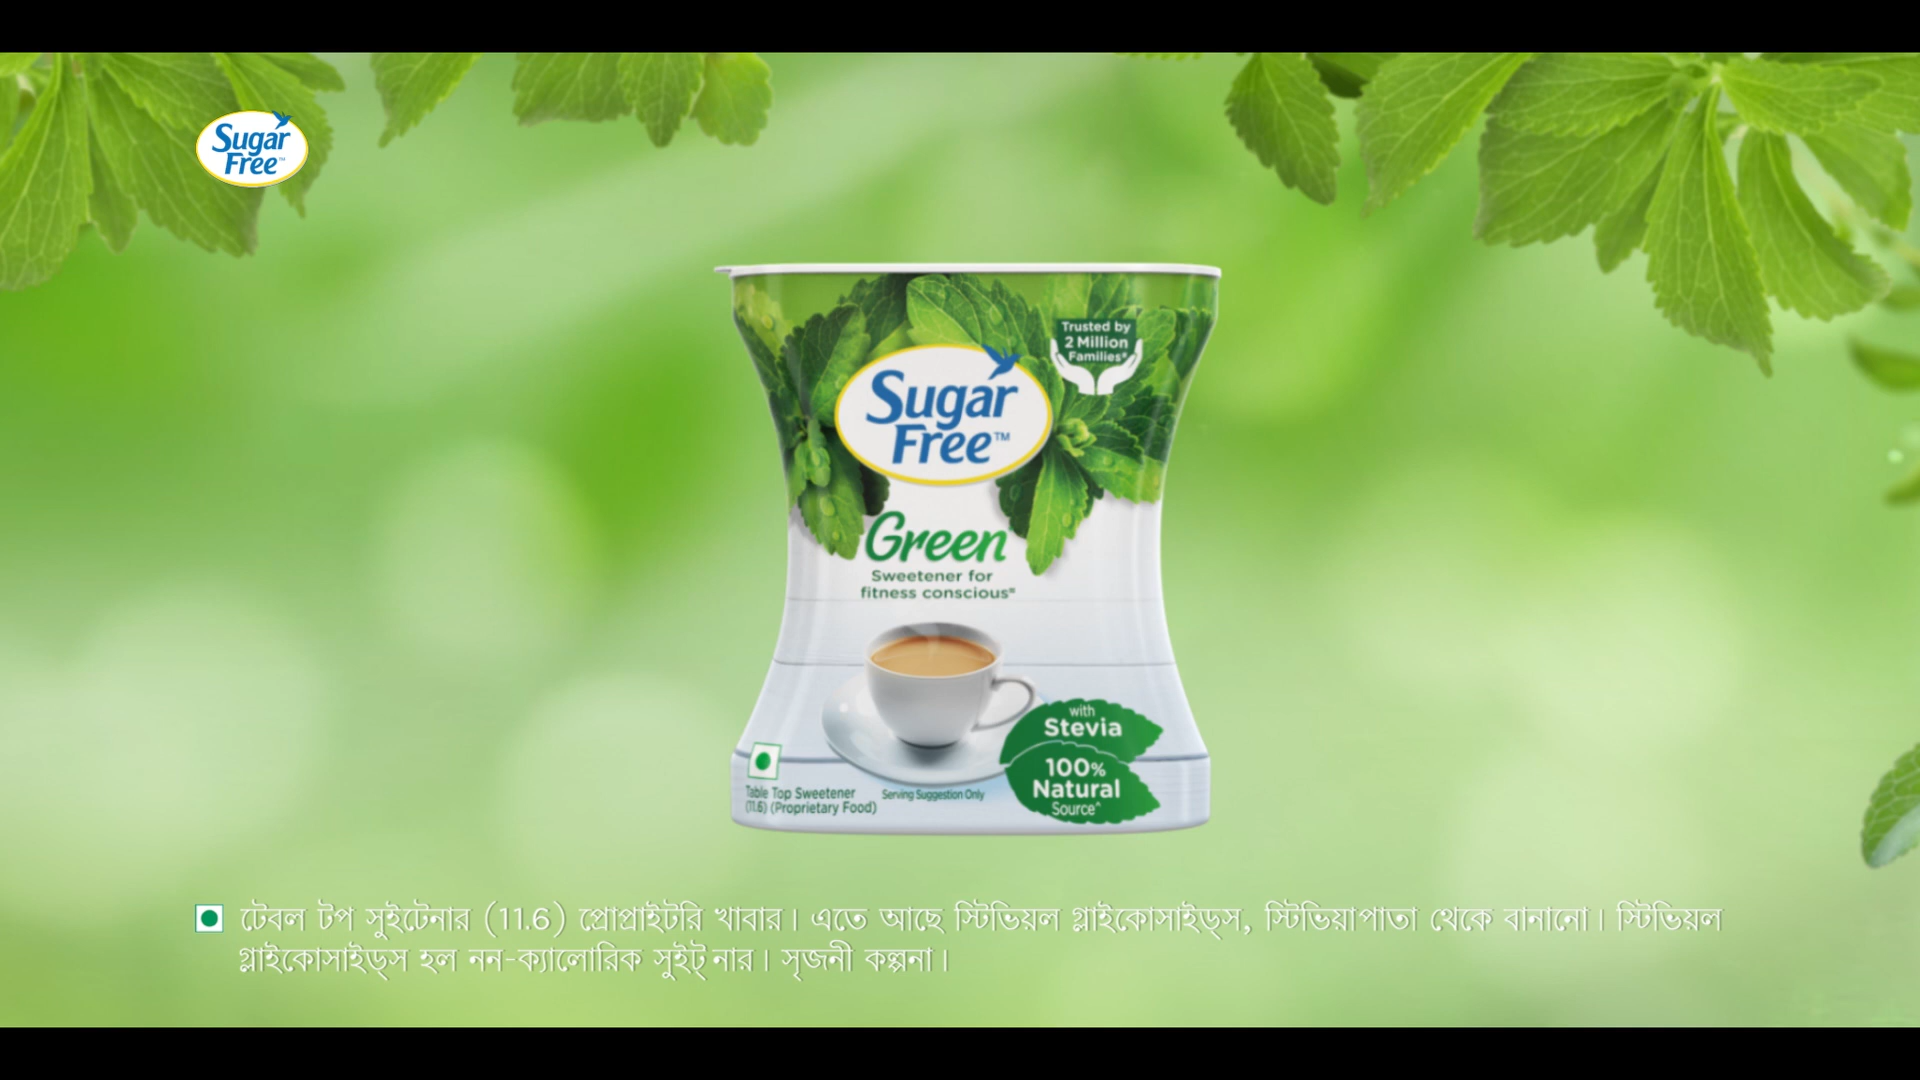 Sugar
Free™
Trusted by
2 Million
Families#
Sugar
Free™
Green
Sweetener for
fitness conscious
with
Stevia
100%
Natural
Source^
Table Top Sweetener
(11.6) (Proprietary Food)
Serving Suggestion Only
টেবল টপ সুইটেনার (11.6) প্রোপ্রাইটরি খাবার। এতে আছে স্টিভিয়ল গ্লাইকোসাইড্‌স, স্টিভিয়াপাতা থেকে বানানো। স্টিভিয়ল
গ্লাইকোসাইড্‌স হল নন-ক্যালোরিক সুইট্‌নার। সৃজনী কল্পনা।